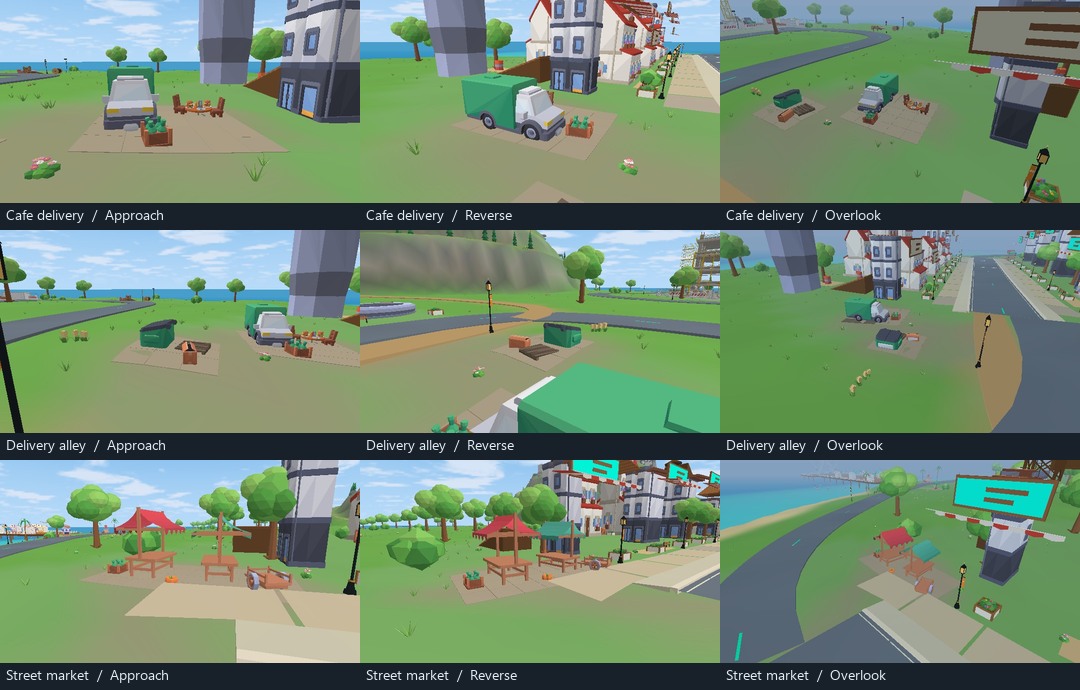 Cafe delivery / Approach
Cafe delivery / Reverse
Cafe delivery / Overlook
Delivery alley / Approach
Delivery alley / Reverse
Delivery alley / Overlook
Street market / Approach
Street market / Reverse
Street market / Overlook